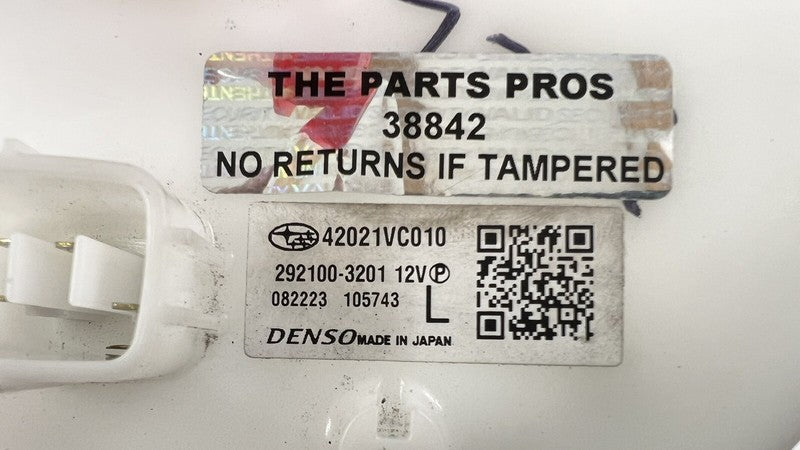 THE PARTS PROS
38842
NO RETURNS IF TAMPERED
42021VC010
292100-3201 12V Ⓟ
082223 105743 L
DENSO MADE IN JAPAN